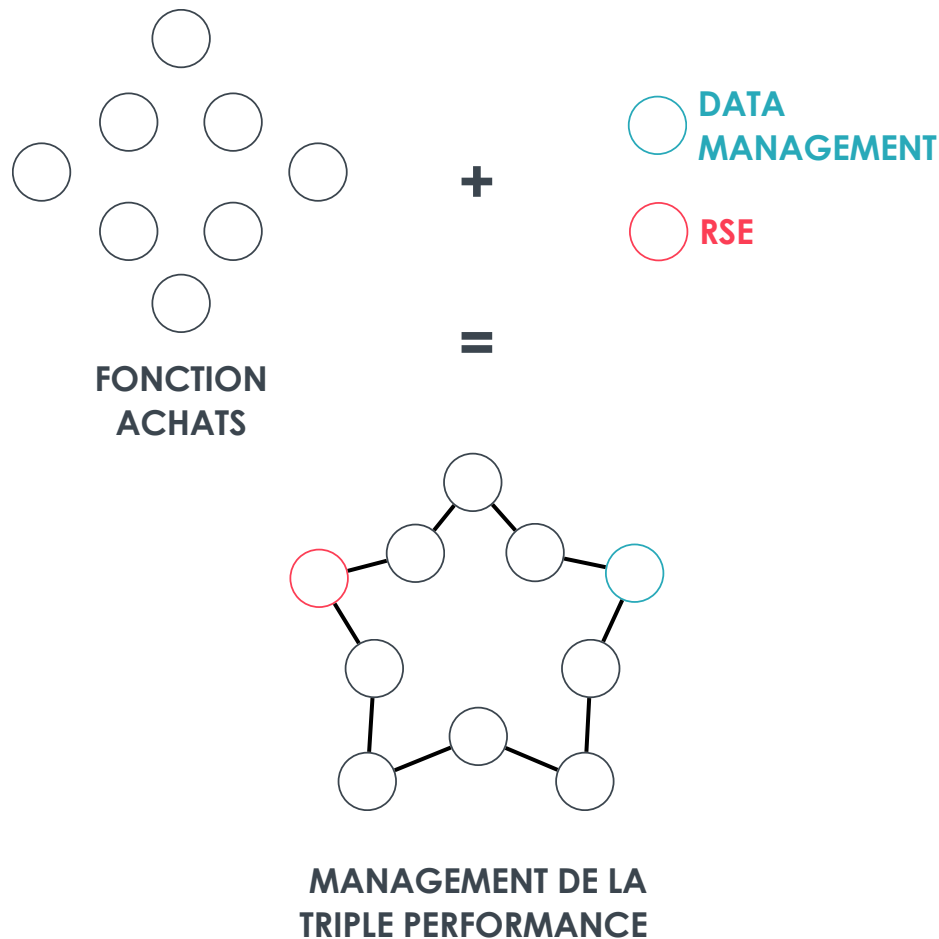 DATA
MANAGEMENT
+
RSE
=
FONCTION
ACHATS
MANAGEMENT DE LA
TRIPLE PERFORMANCE